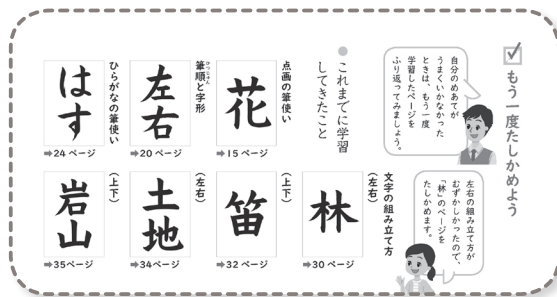 もう一度たしかめよう
自分のめあてが
うまくいかなかった
ときは、もう一度
学習したページを
ふり返ってみましょう。
左右の組み立て方が
むずかしかったので、
「林」のページを
たしかめます。
これまでに学習
してきたこと
点画の筆使い
花
➡15ページ
筆順と字形
ひつじゅん
左右
➡20ページ
ひらがなの筆使い
はす
➡24ページ
文字の組み立て方
(左右)
林
➡30ページ
(上下)
笛
➡32ページ
(左右)
土地
➡34ページ
(上下)
岩山
➡35ページ